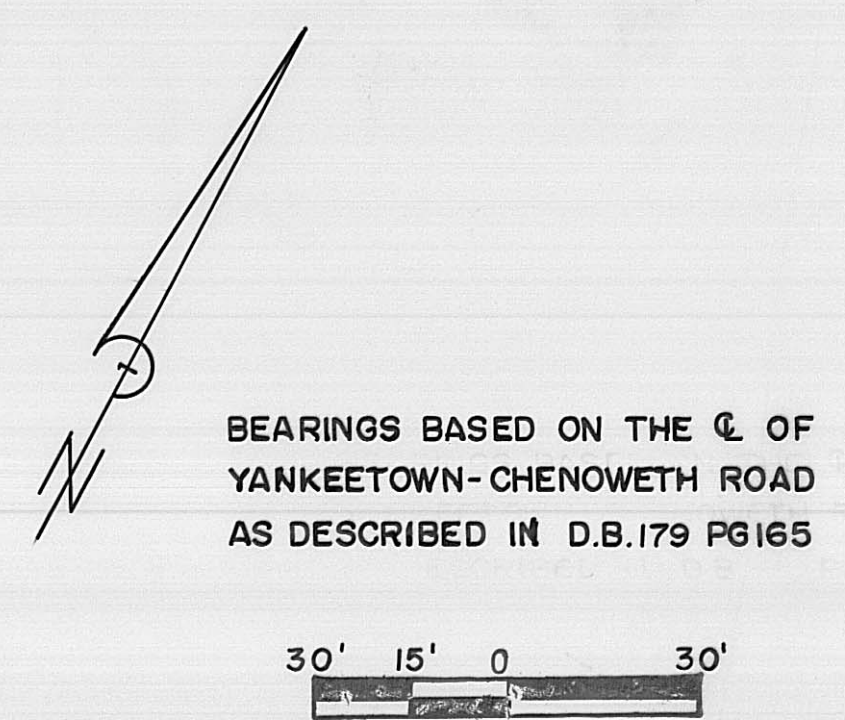 N
BEARINGS BASED ON THE ℄ OF
YANKEETOWN-CHENOWETH ROAD
AS DESCRIBED IN D.B.179 PG165
30' 15' 0 30'